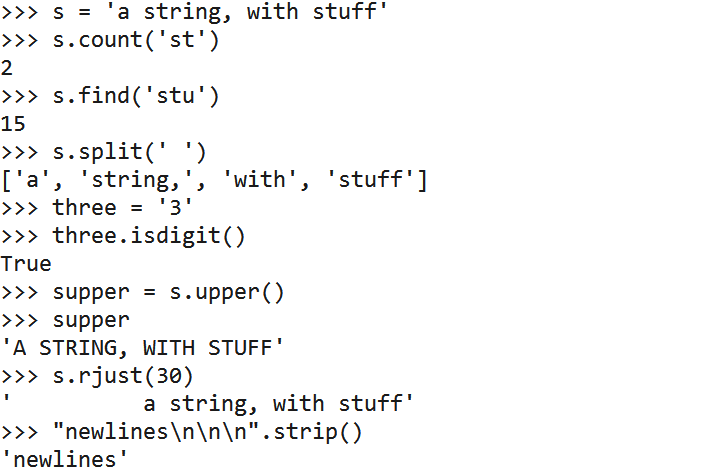 >>> s = 'a string, with stuff'
>>> s.count('st')
2
>>> s.find('stu')
15
>>> s.split(' ')
['a', 'string,', 'with', 'stuff']
>>> three = '3'
>>> three.isdigit()
True
>>> supper = s.upper()
>>> supper
'A STRING, WITH STUFF'
>>> s.rjust(30)
'          a string, with stuff'
>>> "newlines\n\n\n".strip()
'newlines'